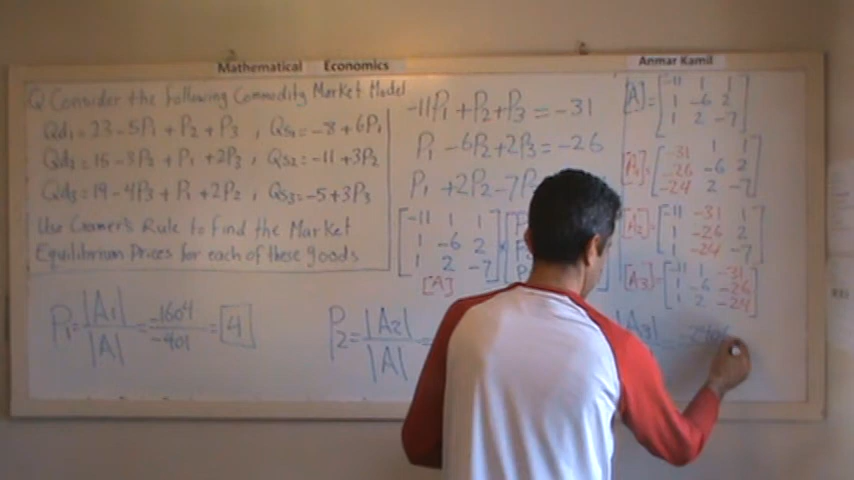 Mathematical Economics
Anmar Kamil
Q Consider the following Commodity Market Model
Qd₁ = 23 - 5P₁ + P₂ + P₃ , Qs₁ = -8 + 6P₁
Qd₂ = 15 - 3P₂ + P₁ + 2P₃ , Qs₂ = -11 + 3P₂
Qd₃ = 19 - 4P₃ + P₁ + 2P₂ , Qs₃ = -5 + 3P₃
Use Cramer's Rule to find the Market
Equilibrium Prices for each of these goods
-11P₁ + P₂ + P₃ = -31
P₁ - 6P₂ + 2P₃ = -26
P₁ + 2P₂ - 7P
-11 1 1
1 -6 2
1 2 -7
[A]
[A] =
-11 1 1
1 -6 2
1 2 -7
[A₁] =
-31 1 1
-26 -6 2
-24 2 -7
[A₂] =
-11 -31 1
1 -26 2
1 -24 -7
[A₃] =
-11 1 -31
1 -6 -26
1 2 -24
P₁ = |A₁| / |A| = -1604 / -401 = 4
P₂ = |A₂| / |A| =
|A₃|